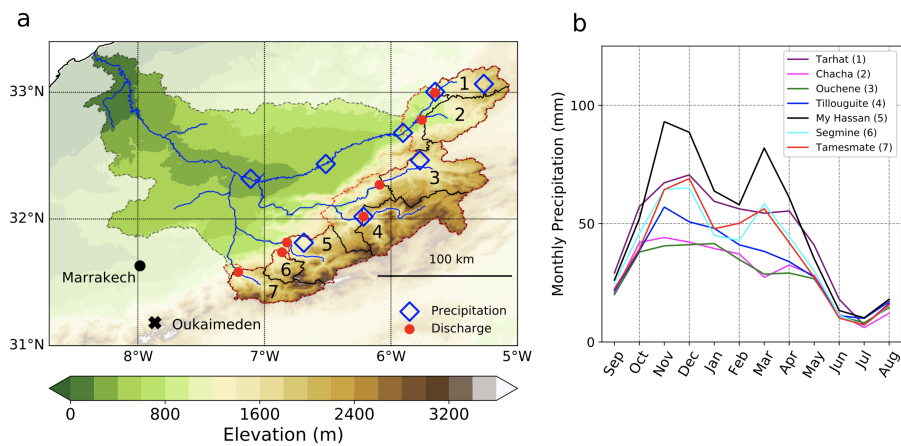 a
33°N
32°N
31°N
8°W
7°W
6°W
5°W
1
2
3
4
5
6
7
Marrakech
Oukaimeden
100 km
Precipitation
Discharge
0
800
1600
2400
3200
Elevation (m)
b
Monthly Precipitation (mm)
100
50
0
Tarhat (1)
Chacha (2)
Ouchene (3)
Tillouguite (4)
My Hassan (5)
Segmine (6)
Tamesmate (7)
Sep
Oct
Nov
Dec
Jan
Feb
Mar
Apr
May
Jun
Jul
Aug